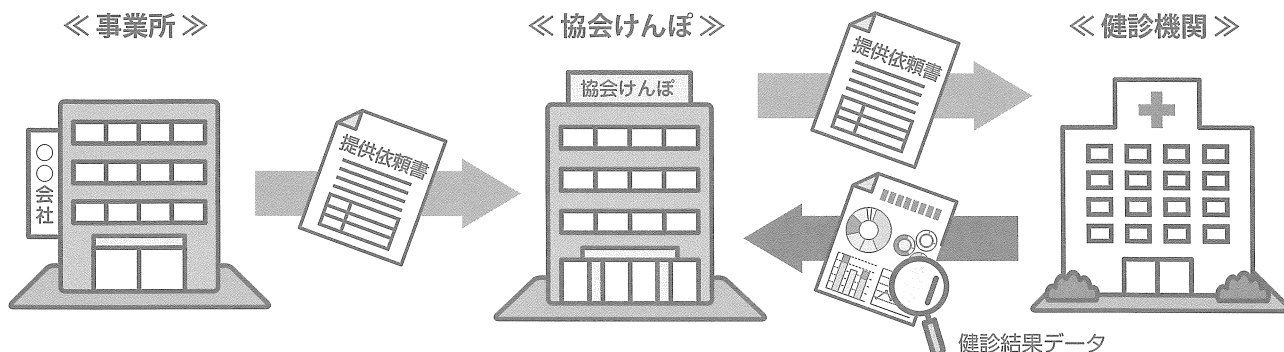 ≪ 事業所 ≫
≪ 協会けんぽ ≫
≪ 健診機関 ≫
○○会社
提供依頼書
協会けんぽ
提供依頼書
健診結果データ